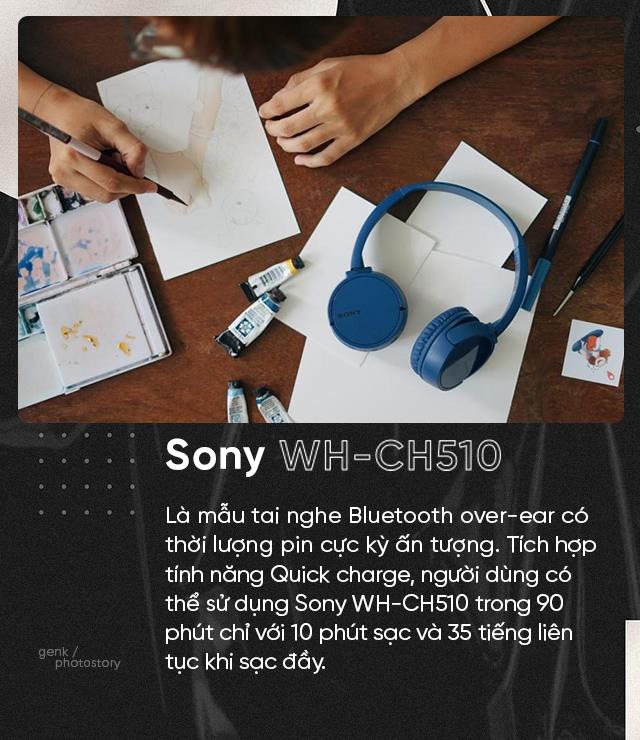 SONY
Sony WH-CH510
Là mẫu tai nghe Bluetooth over-ear có
thời lượng pin cực kỳ ấn tượng. Tích hợp
tính năng Quick charge, người dùng có
thể sử dụng Sony WH-CH510 trong 90
phút chỉ với 10 phút sạc và 35 tiếng liên
tục khi sạc đầy.
genk /
photostory